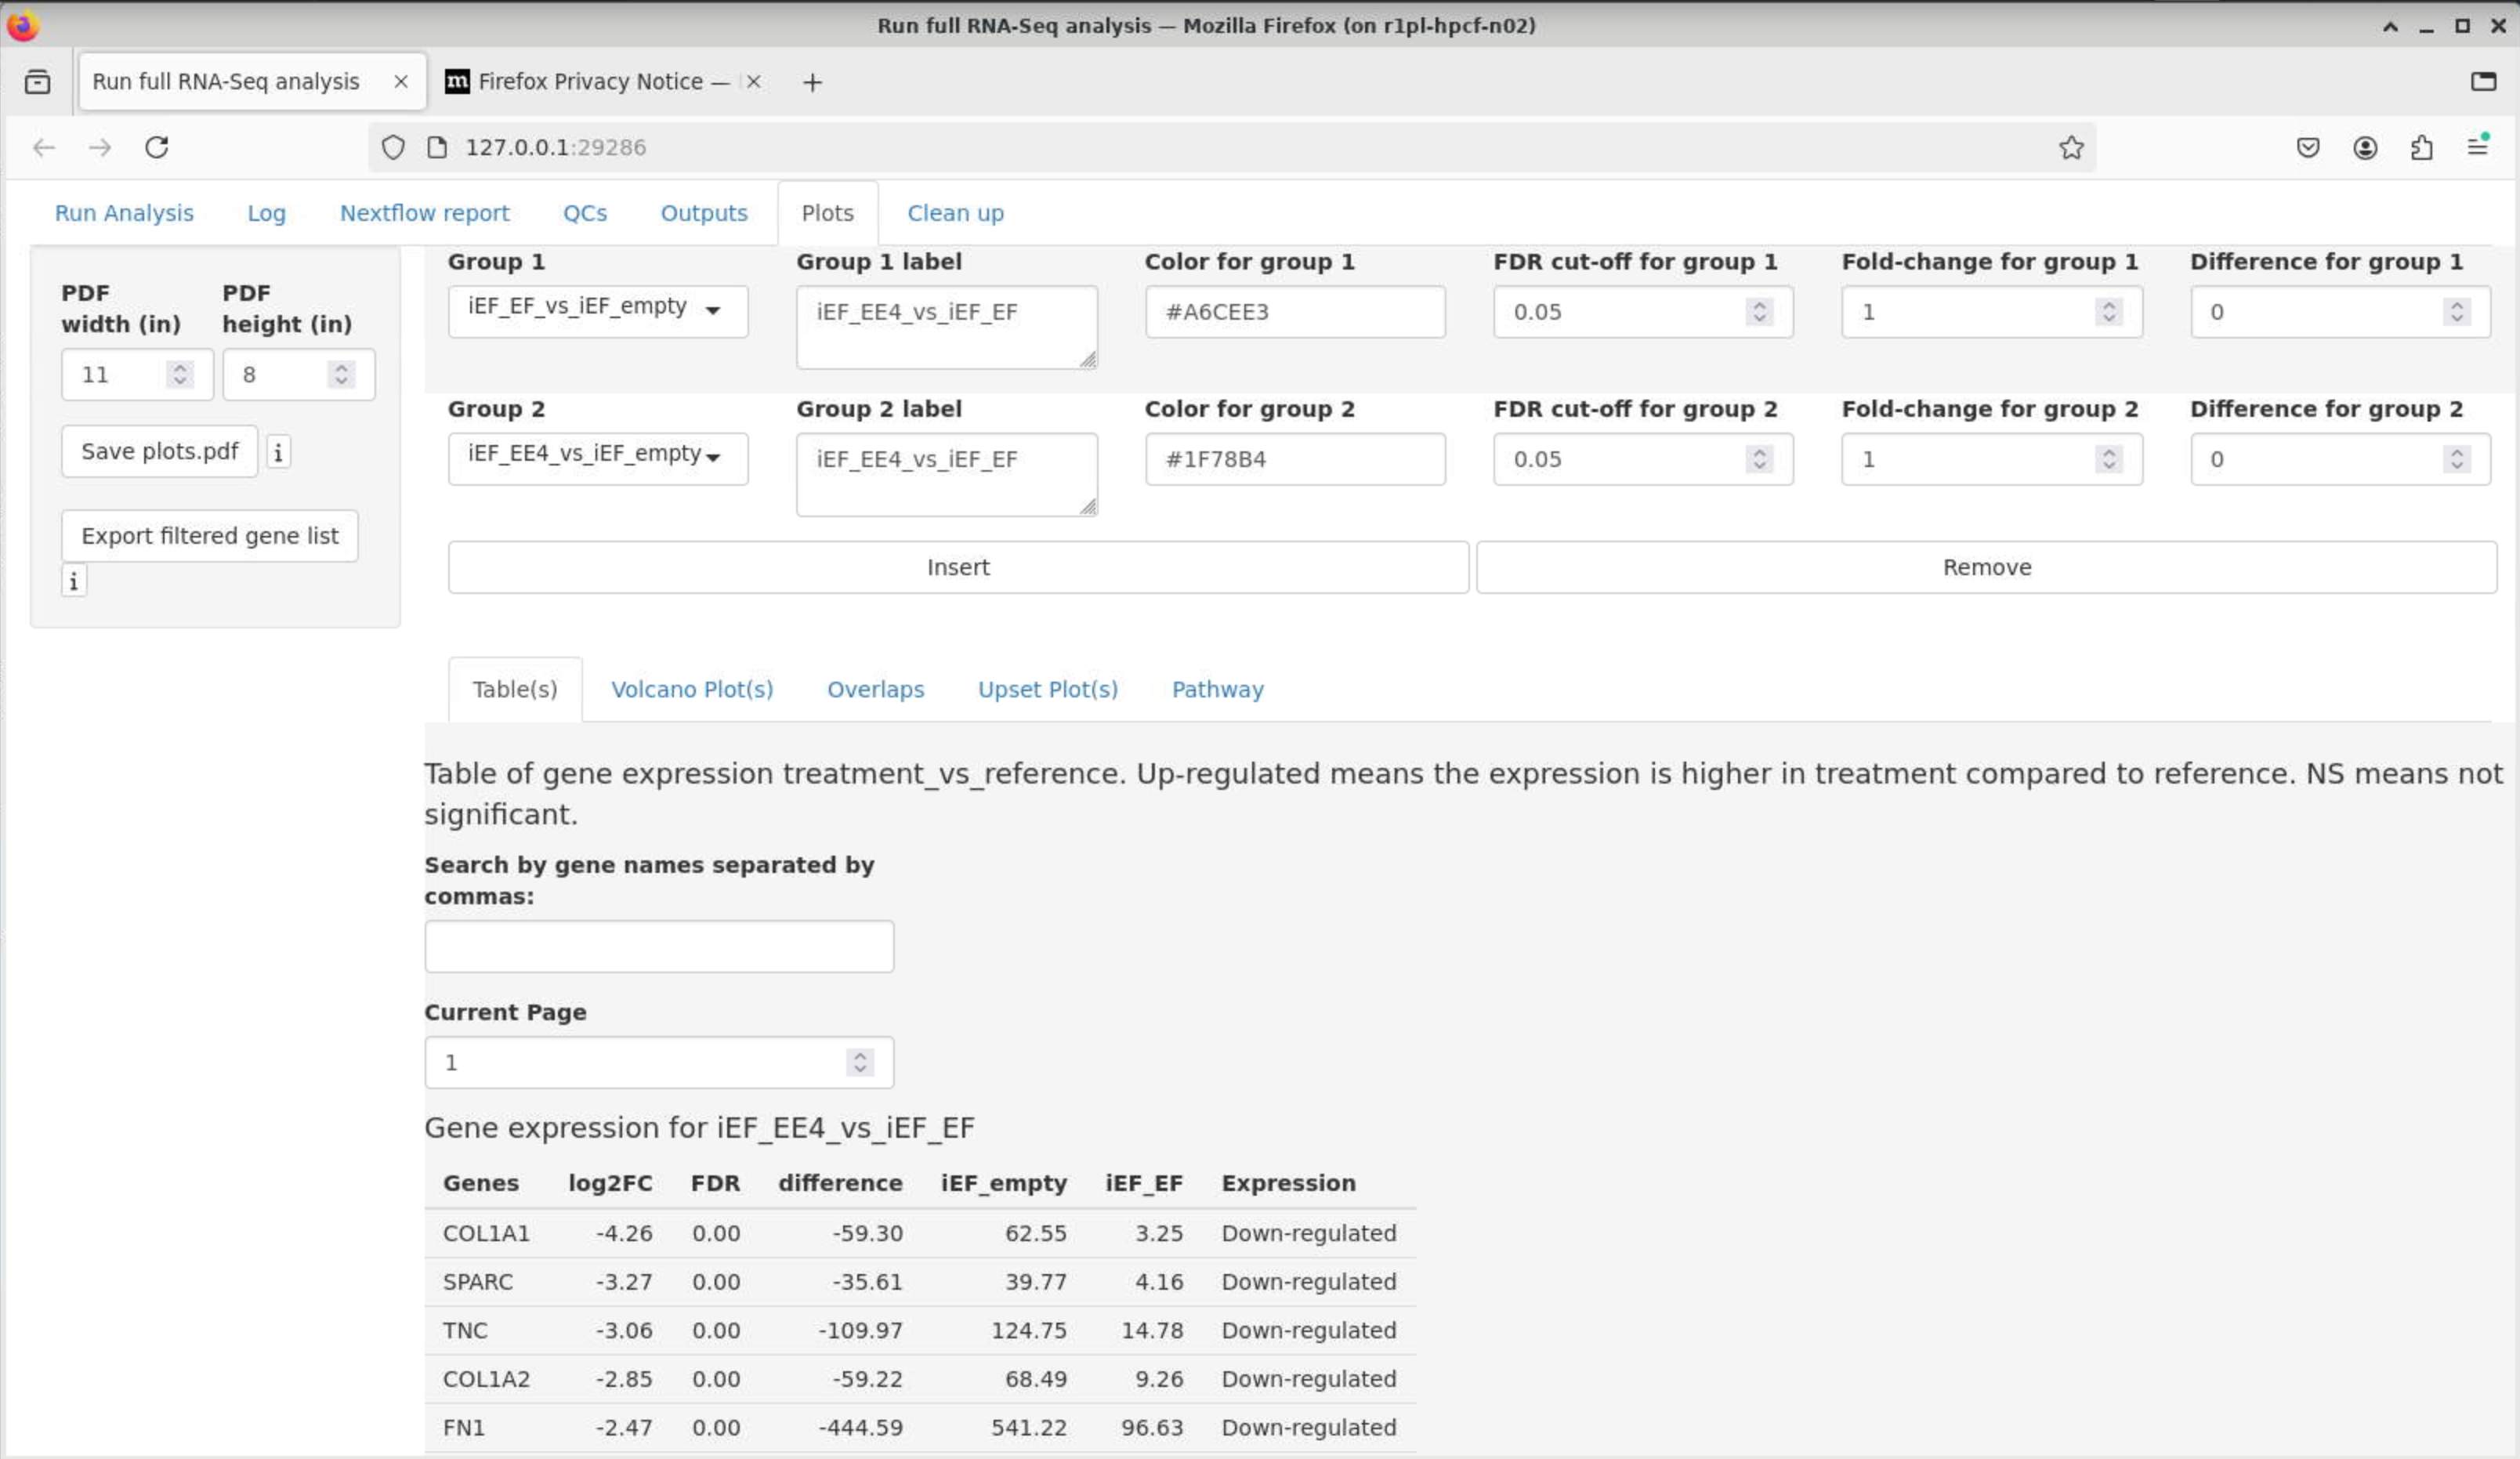 Run full RNA-Seq analysis — Mozilla Firefox (on r1pl-hpcf-n02)
Run full RNA-Seq analysis
Firefox Privacy Notice —
127.0.0.1:29286
Run Analysis Log Nextflow report QCs Outputs Plots Clean up
PDF width (in) PDF height (in)
11 8
Save plots.pdf i
Export filtered gene list
i
Group 1 Group 1 label Color for group 1 FDR cut-off for group 1 Fold-change for group 1 Difference for group 1
iEF_EF_vs_iEF_empty iEF_EE4_vs_iEF_EF #A6CEE3 0.05 1 0
Group 2 Group 2 label Color for group 2 FDR cut-off for group 2 Fold-change for group 2 Difference for group 2
iEF_EE4_vs_iEF_empty iEF_EE4_vs_iEF_EF #1F78B4 0.05 1 0
Insert Remove
Table(s) Volcano Plot(s) Overlaps Upset Plot(s) Pathway
Table of gene expression treatment_vs_reference. Up-regulated means the expression is higher in treatment compared to reference. NS means not
significant.
Search by gene names separated by
commas:
Current Page
1
Gene expression for iEF_EE4_vs_iEF_EF
Genes log2FC FDR difference iEF_empty iEF_EF Expression
COL1A1 -4.26 0.00 -59.30 62.55 3.25 Down-regulated
SPARC -3.27 0.00 -35.61 39.77 4.16 Down-regulated
TNC -3.06 0.00 -109.97 124.75 14.78 Down-regulated
COL1A2 -2.85 0.00 -59.22 68.49 9.26 Down-regulated
FN1 -2.47 0.00 -444.59 541.22 96.63 Down-regulated